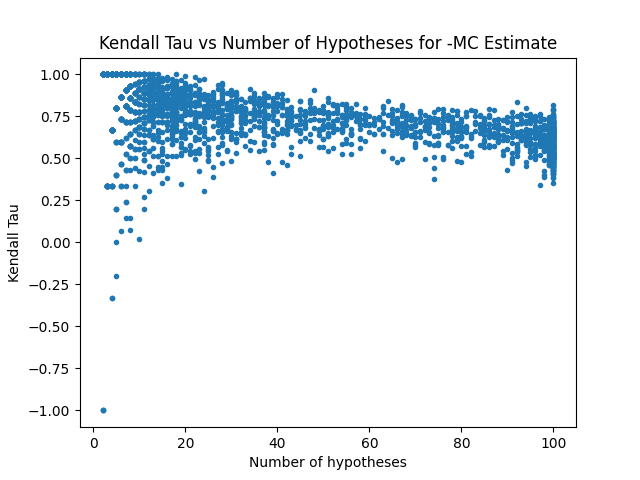 Kendall Tau vs Number of Hypotheses for -MC Estimate
1.00
0.75
0.50
0.25
0.00
−0.25
−0.50
−0.75
−1.00
Kendall Tau
0 20 40 60 80 100
Number of hypotheses